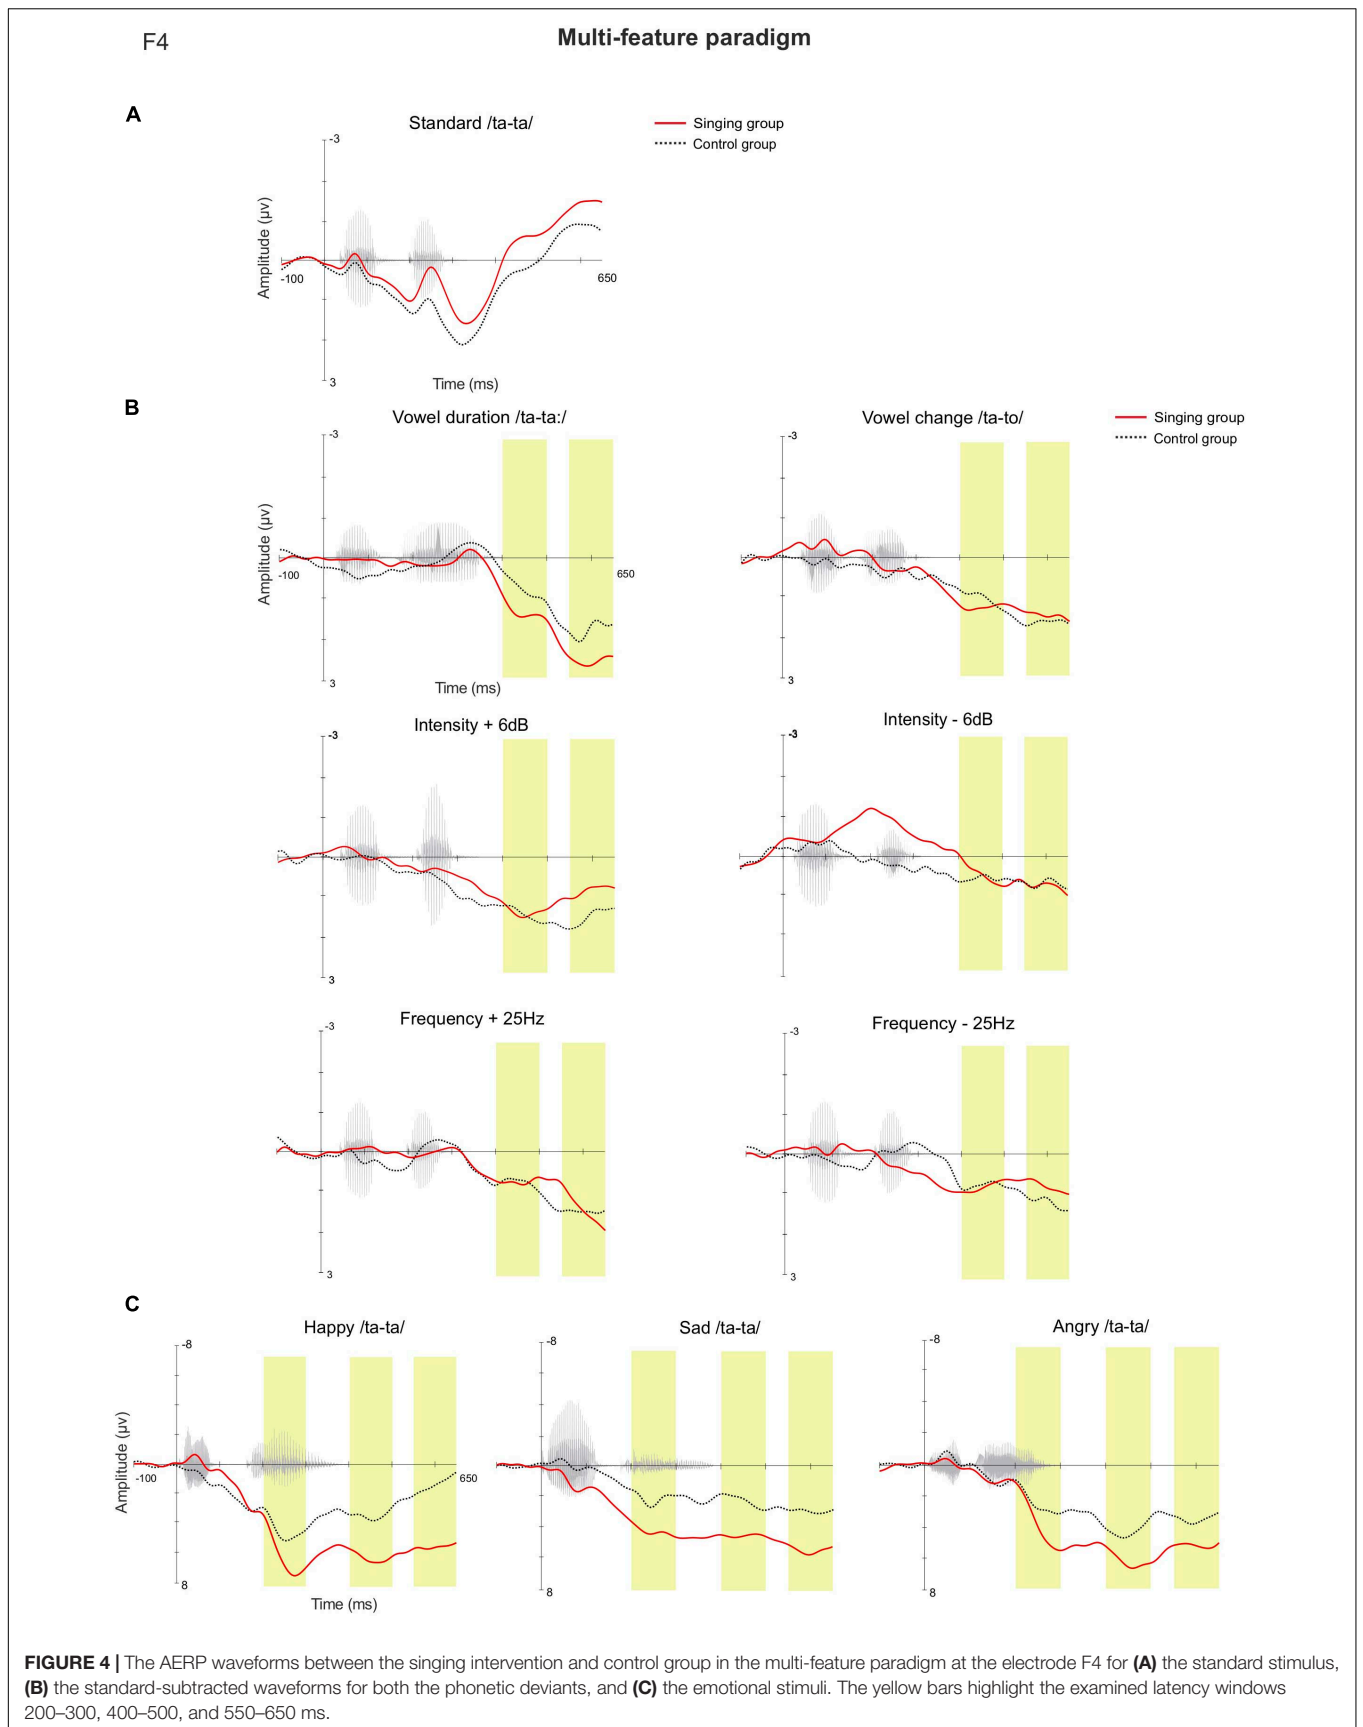 F4
Multi-feature paradigm
A
Standard /ta-ta/
Singing group
Control group
-3
Amplitude (μv)
-100
650
3
Time (ms)
B
Vowel duration /ta-ta:/
Vowel change /ta-to/
Singing group
Control group
-3
-3
Amplitude (μv)
-100
650
3
3
Time (ms)
Intensity + 6dB
Intensity - 6dB
-3
-3
3
Frequency + 25Hz
Frequency - 25Hz
-3
-3
3
3
C
Happy /ta-ta/
Sad /ta-ta/
Angry /ta-ta/
-8
-8
-8
Amplitude (μv)
-100
650
8
8
8
Time (ms)
FIGURE 4 | The AERP waveforms between the singing intervention and control group in the multi-feature paradigm at the electrode F4 for (A) the standard stimulus,
(B) the standard-subtracted waveforms for both the phonetic deviants, and (C) the emotional stimuli. The yellow bars highlight the examined latency windows
200–300, 400–500, and 550–650 ms.